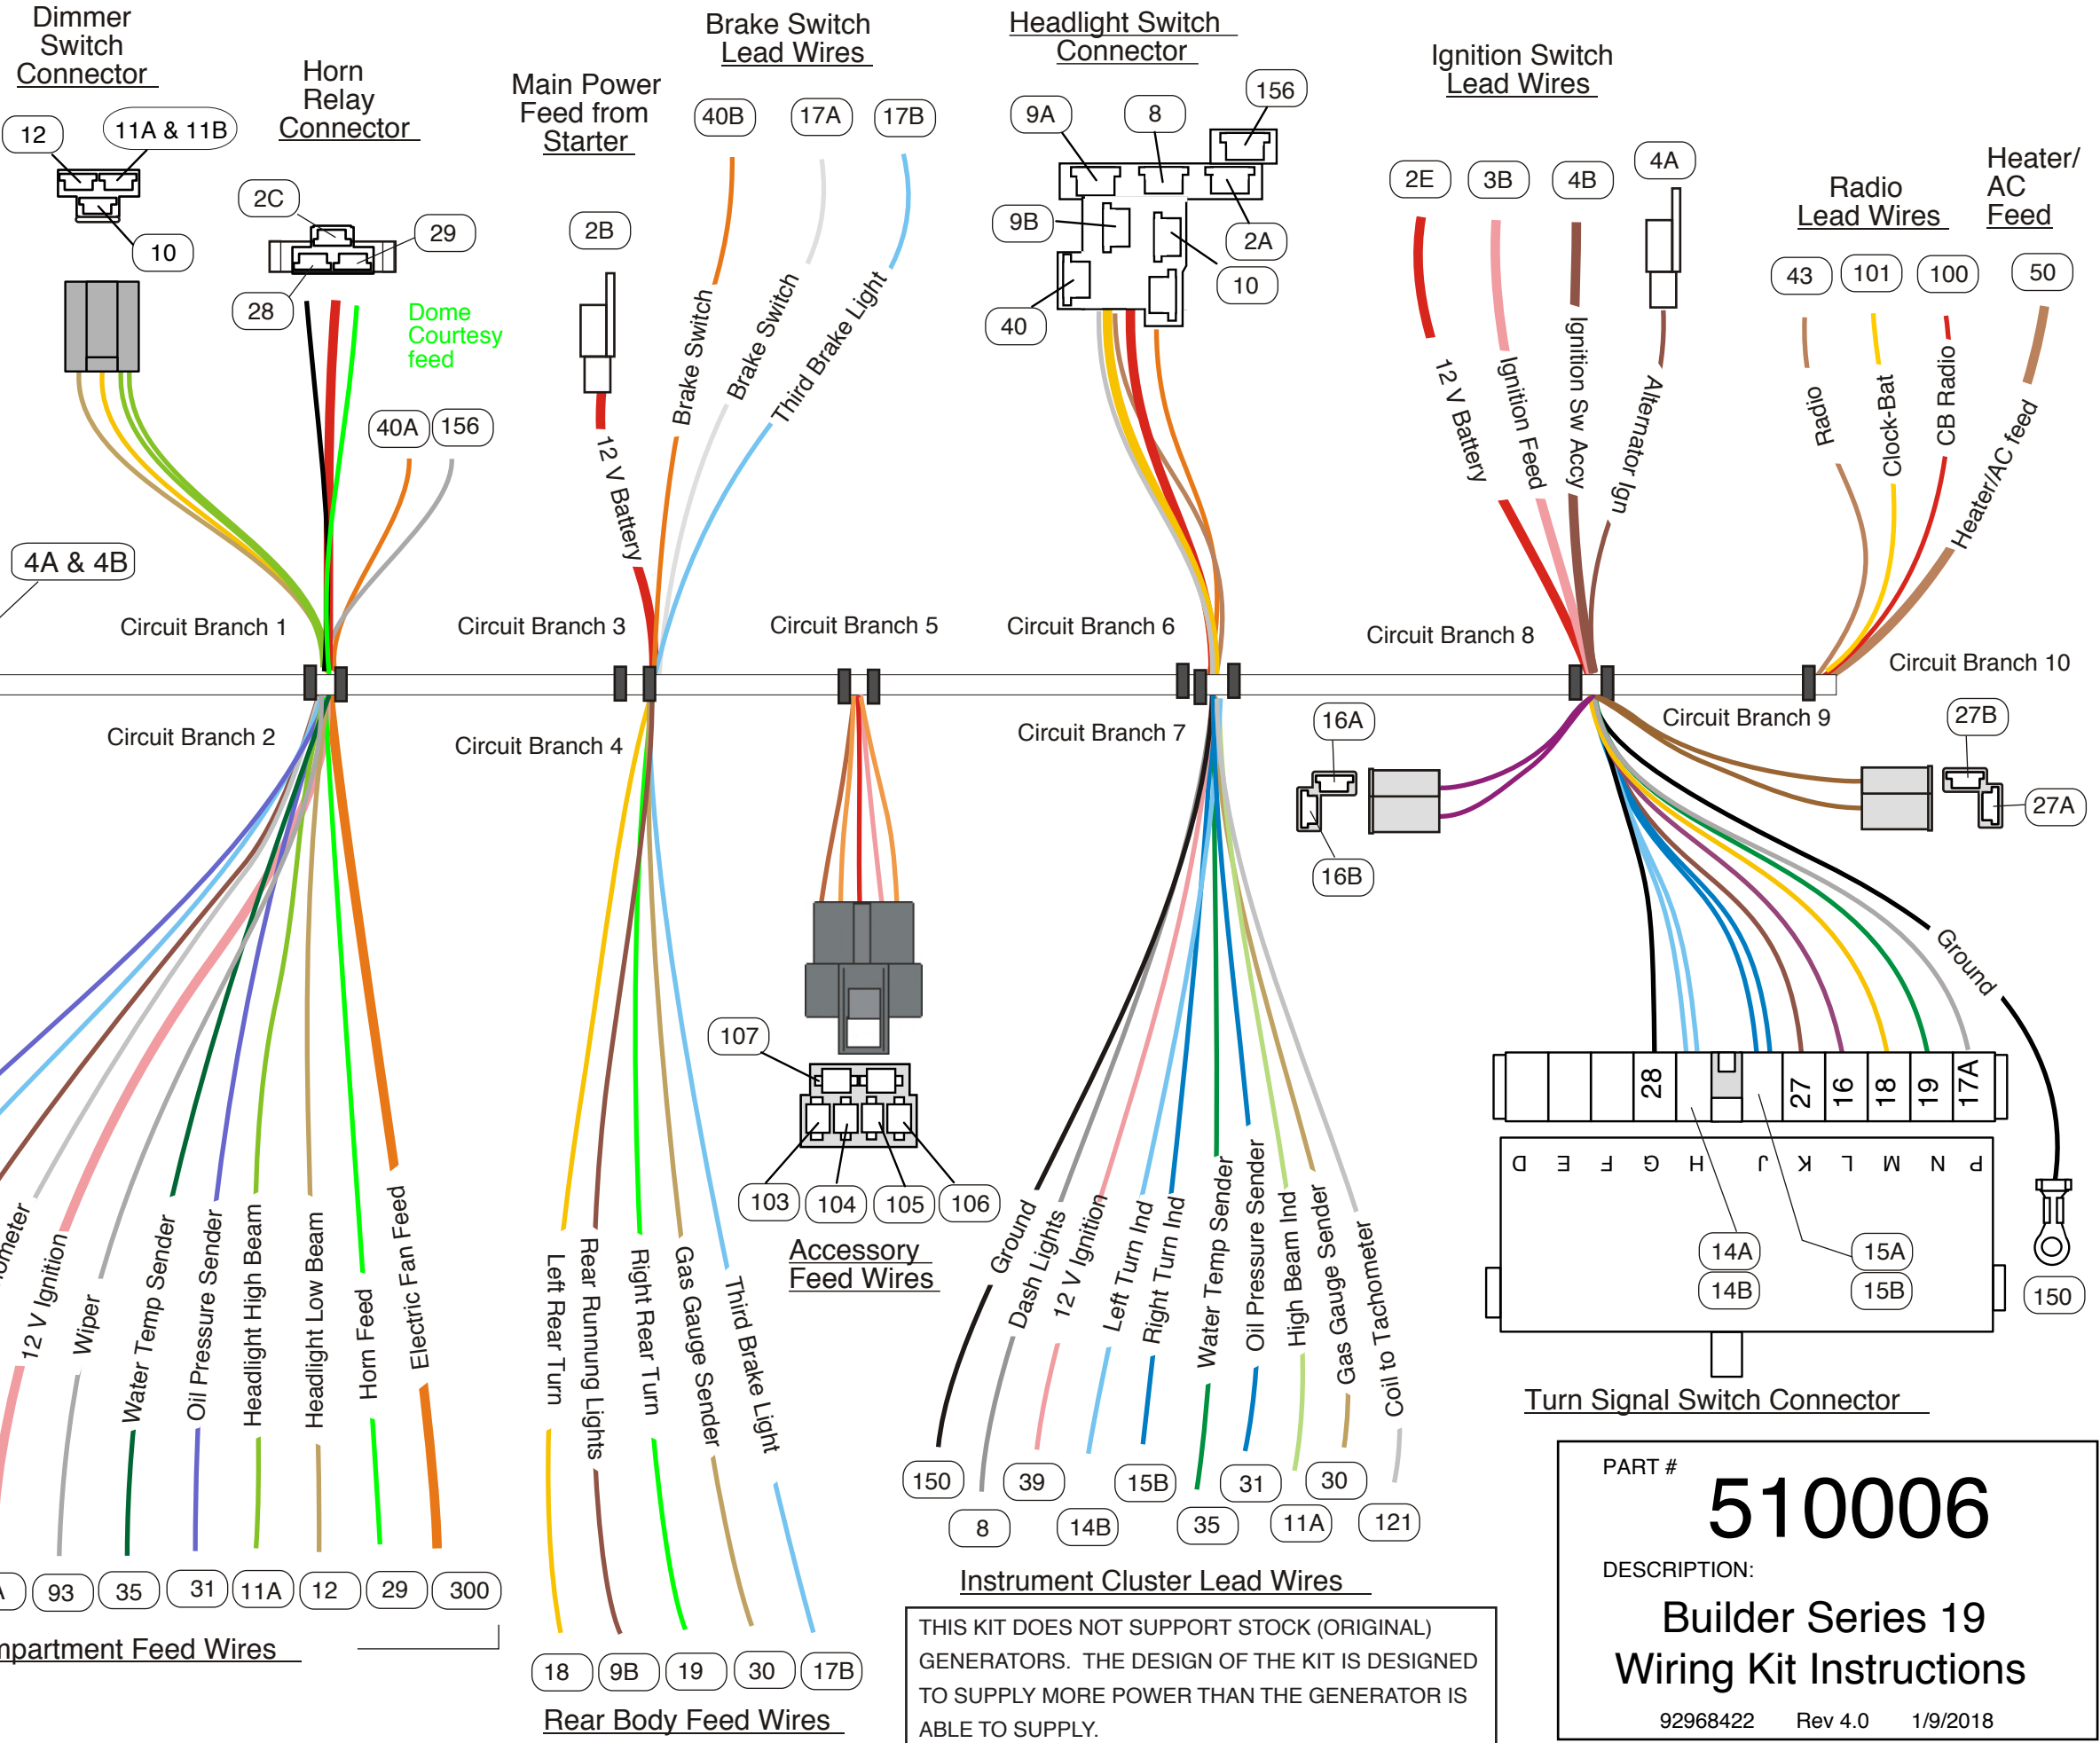 Dimmer
Switch
Connector
12
11A & 11B
10
Horn
Relay
Connector
2C
29
28
Dome
Courtesy
feed
40A
156
4A & 4B
Main Power
Feed from
Starter
2B
12 V Battery
Brake Switch
Lead Wires
40B
17A
17B
Brake Switch
Brake Switch
Third Brake Light
Headlight Switch
Connector
9A
8
156
9B
2A
10
40
Ignition Switch
Lead Wires
2E
3B
4B
4A
12 V Battery
Ignition Feed
Ignition Sw Accy
Alternator Ign
Radio
Lead Wires
43
101
100
Heater/
AC
Feed
50
Radio
Clock-Bat
CB Radio
Heater/AC feed
Circuit Branch 1
Circuit Branch 3
Circuit Branch 5
Circuit Branch 6
Circuit Branch 8
Circuit Branch 10
Circuit Branch 2
Circuit Branch 4
Circuit Branch 7
Circuit Branch 9
16A
16B
27B
27A
ometer
12 V Ignition
Wiper
Water Temp Sender
Oil Pressure Sender
Headlight High Beam
Headlight Low Beam
Horn Feed
Electric Fan Feed
A
93
35
31
11A
12
29
300
mpartment Feed Wires
Left Rear Turn
Rear Runnung Lights
Right Rear Turn
Gas Gauge Sender
Third Brake Light
18
9B
19
30
17B
Rear Body Feed Wires
107
103
104
105
106
Accessory
Feed Wires
Ground
Dash Lights
12 V Ignition
Left Turn Ind
Right Turn Ind
Water Temp Sender
Oil Pressure Sender
High Beam Ind
Gas Gauge Sender
Coil to Tachometer
150
8
39
14B
15B
35
31
11A
30
121
Instrument Cluster Lead Wires
Ground
28
27
16
18
19
17A
D E F G H J K L M N P
14A
14B
15A
15B
150
Turn Signal Switch Connector
THIS KIT DOES NOT SUPPORT STOCK (ORIGINAL)
GENERATORS. THE DESIGN OF THE KIT IS DESIGNED
TO SUPPLY MORE POWER THAN THE GENERATOR IS
ABLE TO SUPPLY.
PART #
510006
DESCRIPTION:
Builder Series 19
Wiring Kit Instructions
92968422 Rev 4.0 1/9/2018